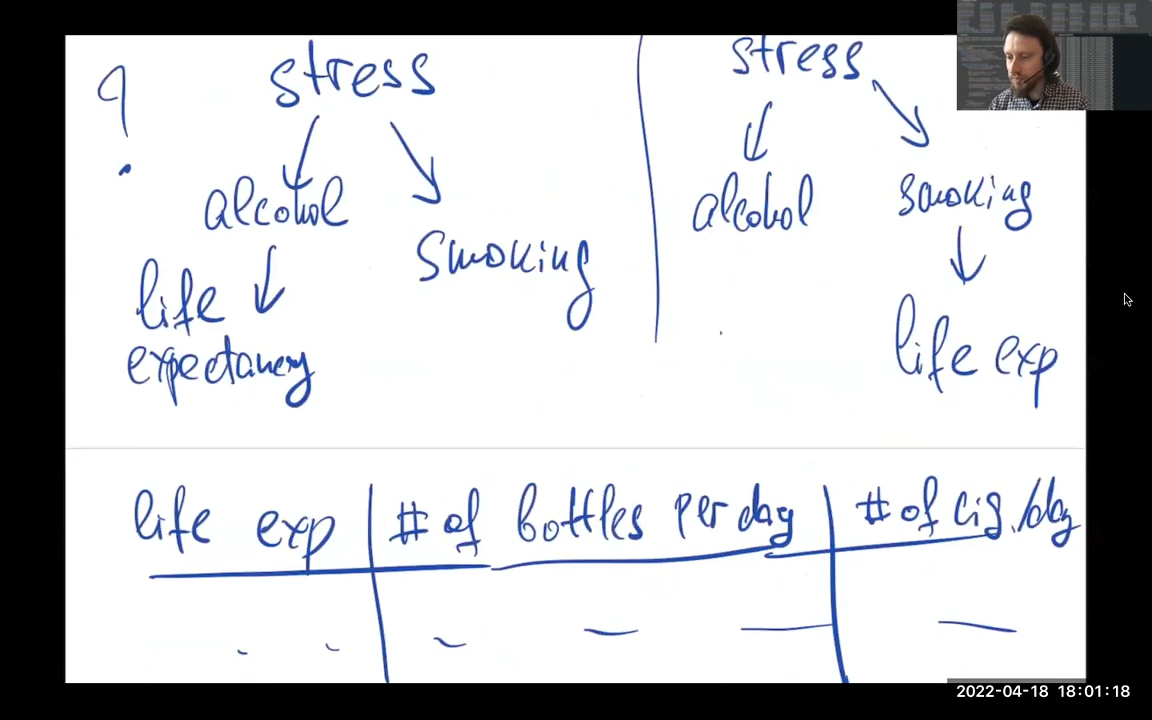 ?
stress
alcohol
smoking
life
expectancy
stress
alcohol
smoking
life exp
life exp # of bottles per day # of cig./day
2022-04-18 18:01:18